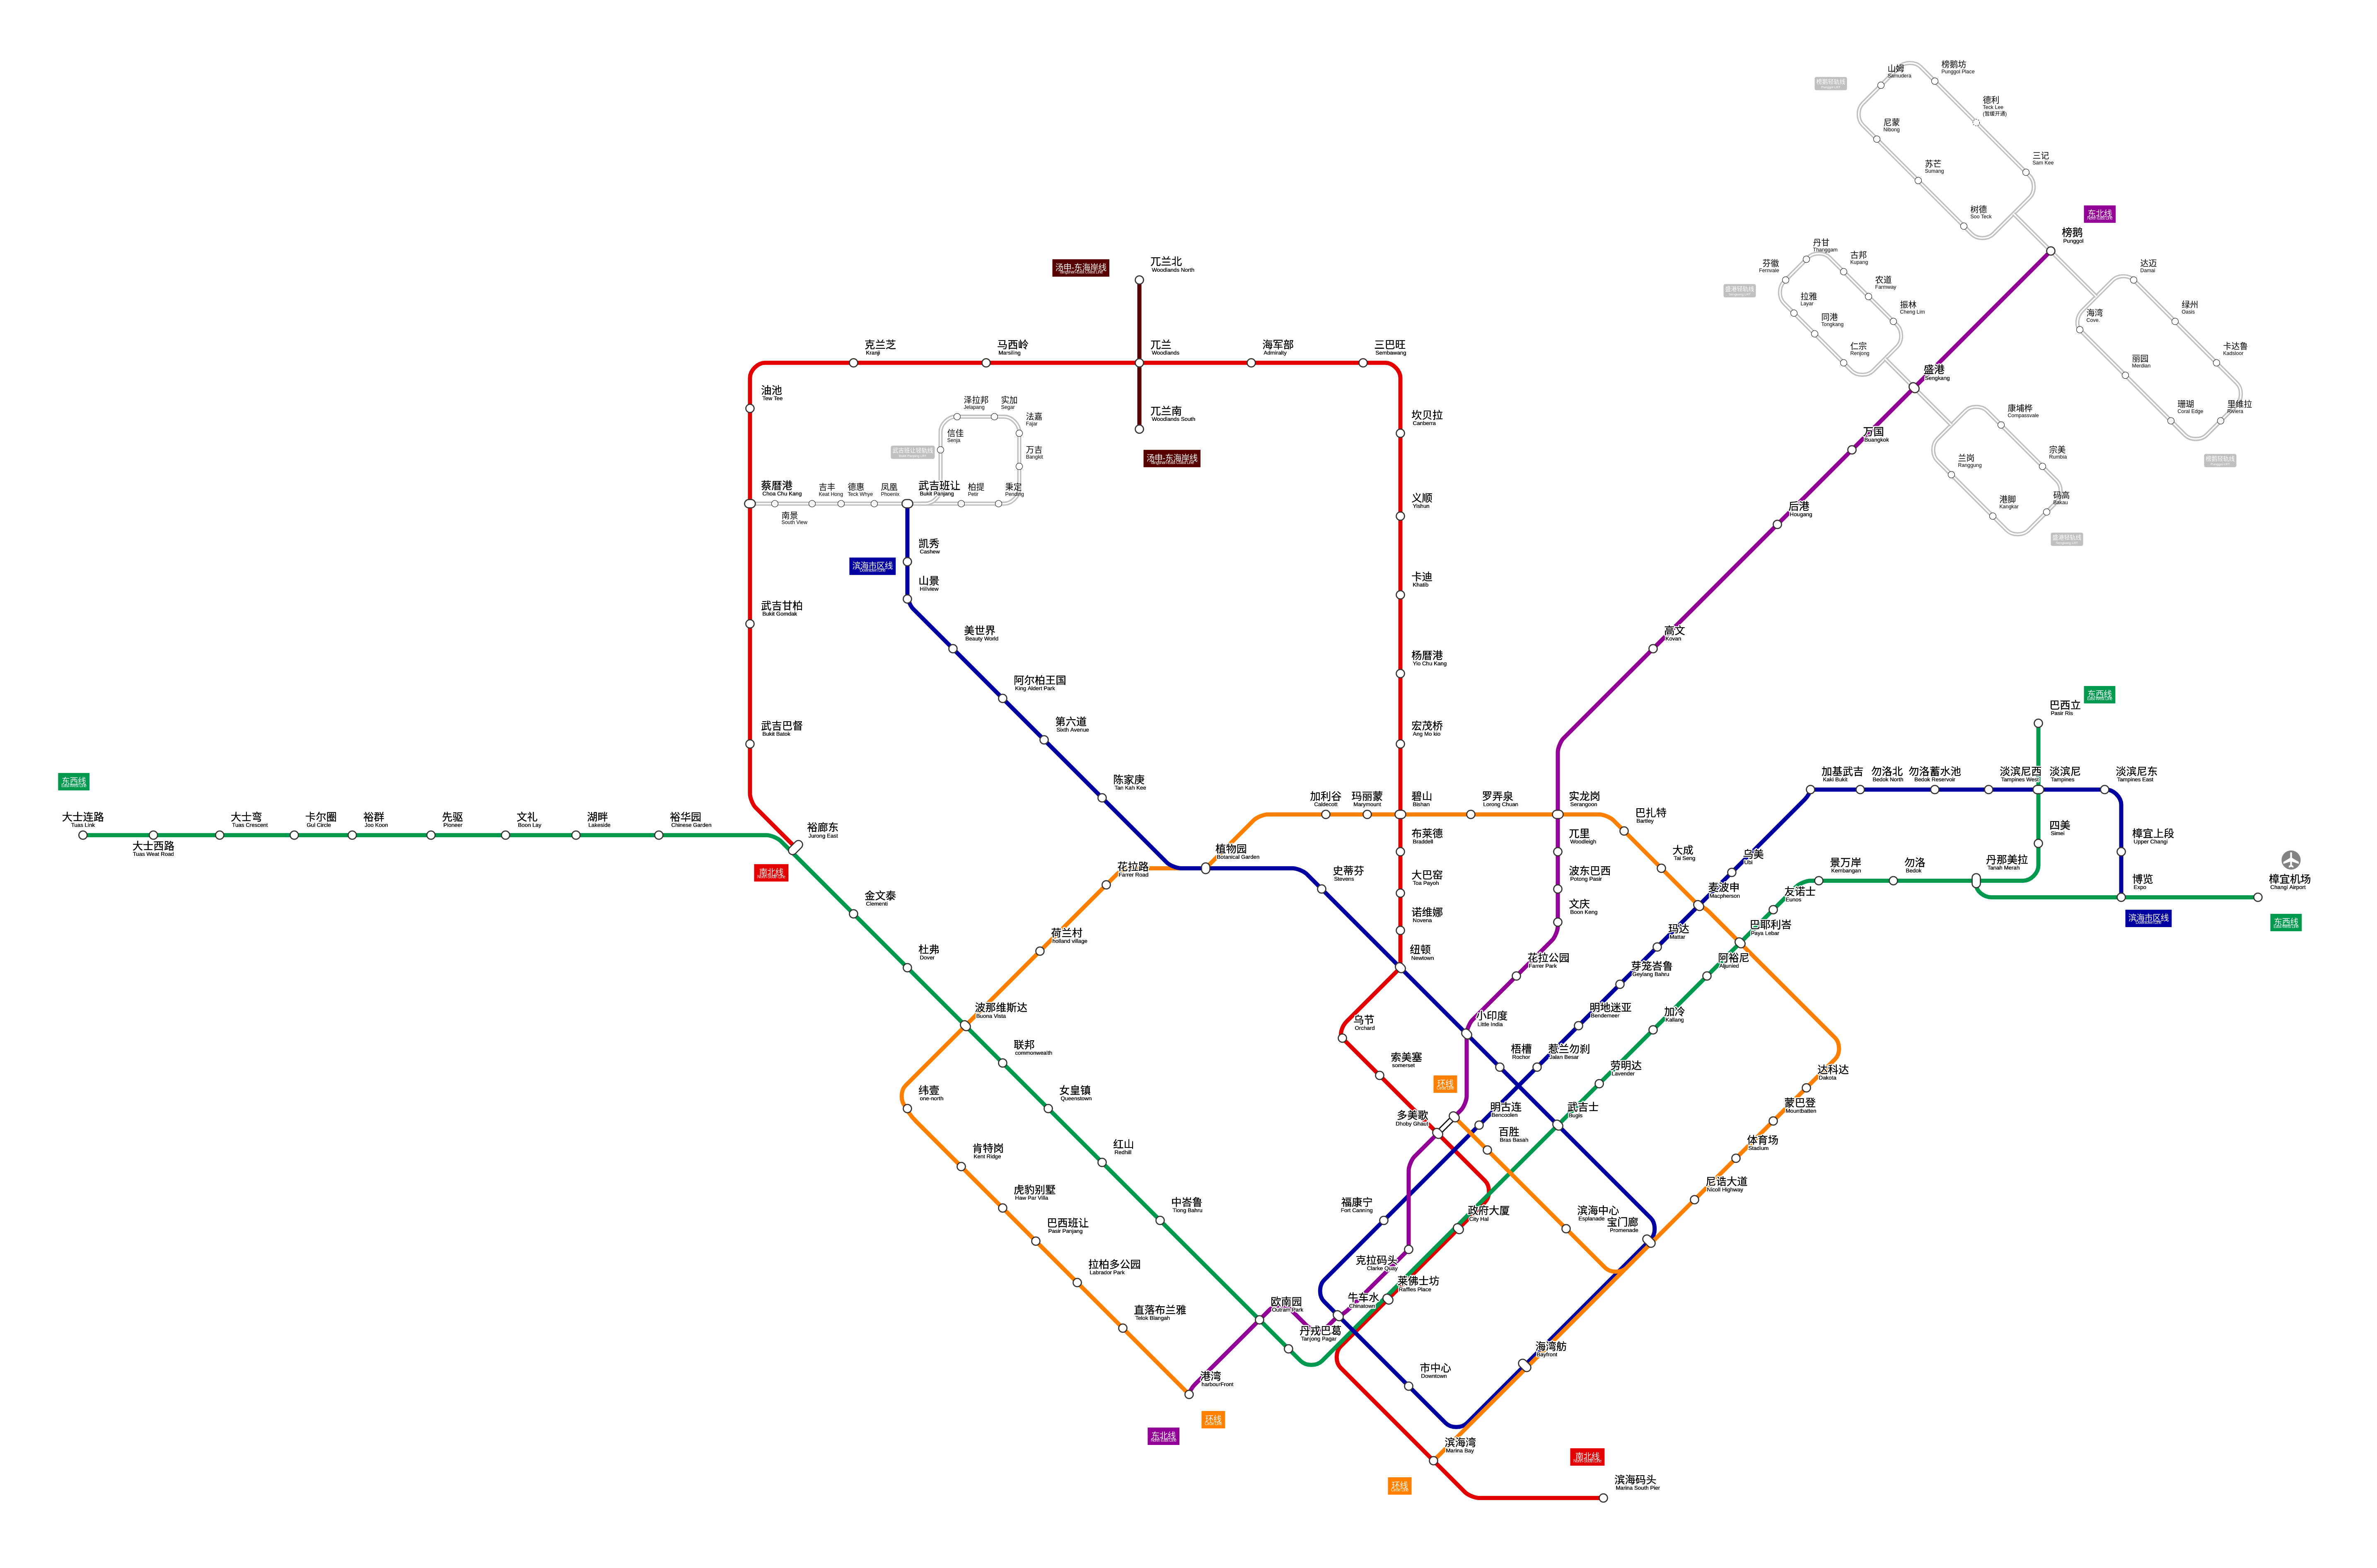 榜鹅轻轨线
山姆
Samudera
榜鹅坊
Punggol Place
德利
Teck Lee
(暂缓开通)
尼蒙
Nibong
三记
Sam Kee
苏芒
Sumang
树德
Soo Teck
东北线
榜鹅
Punggol
丹甘
Thanggam
古邦
Kupang
芬薇
Fernvale
农道
Farmway
盛港轻轨线
拉雅
Layar
振林
Cheng Lim
同港
Tongkang
仁宗
Renjong
达迈
Damai
绿州
Oasis
海湾
Cove.
卡达鲁
Kadsloor
丽园
Merdian
珊瑚
Coral Edge
里维拉
Riviera
榜鹅轻轨线
盛港
Sengkang
康埔桦
Compassvale
宗美
Rumbia
兰岗
Ranggung
港脚
Kangkar
码高
Bakau
盛港轻轨线
万国
Buangkok
后港
Hougang
高文
Kovan
汤申-东海岸线
兀兰北
Woodlands North
克兰芝
Kranji
马西岭
Marsiling
兀兰
Woodlands
海军部
Admiralty
三巴旺
Sembawang
油池
Tew Tee
兀兰南
Woodlands South
汤申-东海岸线
坎贝拉
Canberra
泽拉邦
Jelapang
实加
Segar
法嘉
Fajar
信佳
Senja
万吉
Bangkit
武吉班让轻轨线
蔡厝港
Choa Chu Kang
南景
South View
吉丰
Keat Hong
德惠
Teck Whye
凤凰
Phoenix
武吉班让
Bukit Panjang
柏提
Petir
秉定
Pending
义顺
Yishun
凯秀
Cashew
滨海市区线
山景
Hillview
卡迪
Khatib
武吉甘柏
Bukit Gomdak
美世界
Beauty World
杨厝港
Yio Chu Kang
阿尔柏王国
King Aldert Park
武吉巴督
Bukit Batok
第六道
Sixth Avenue
宏茂桥
Ang Mo kio
陈家庚
Tan Kah Kee
东西线
大士连路
Tuas Link
大士西路
Tuas Weat Road
大士弯
Tuas Crescent
卡尔圈
Gul Circle
裕群
Joo Koon
先驱
Pioneer
文礼
Boon Lay
湖畔
Lakeside
裕华园
Chinese Garden
裕廊东
Jurong East
南北线
加利谷
Caldecott
玛丽蒙
Marymount
碧山
Bishan
罗弄泉
Lorong Chuan
实龙岗
Serangoon
巴扎特
Bartley
布莱德
Braddell
兀里
Woodleigh
大成
Tai Seng
植物园
Botanical Garden
花拉路
Farrer Road
史蒂芬
Stevens
大巴窑
Toa Payoh
波东巴西
Potong Pasir
诺维娜
Novena
文庆
Boon Keng
纽顿
Newtown
花拉公园
Farrer Park
东西线
巴西立
Pasir Ris
加基武吉
Kaki Bukit
勿洛北
Bedok North
勿洛蓄水池
Bedok Reservoir
淡滨尼西
Tampines West
淡滨尼
Tampines
淡滨尼东
Tampines East
四美
Simei
樟宜上段
Upper Changi
乌美
Ubi
景万岸
Kembangan
勿洛
Bedok
丹那美拉
Tanah Merah
博览
Expo
樟宜机场
Changi Airport
滨海市区线
东西线
麦波申
Macpherson
友诺士
Eunos
玛达
Mattar
巴耶利峇
Paya Lebar
芽笼峇鲁
Geylang Bahru
阿裕尼
Aljunied
明地迷亚
Bendemeer
加冷
Kallang
金文泰
Clementi
杜弗
Dover
荷兰村
holland village
波那维斯达
Buona Vista
联邦
commonwealth
纬壹
one-north
女皇镇
Queenstown
肯特岗
Kent Ridge
红山
Redhill
虎豹别墅
Haw Par Villa
中峇鲁
Tiong Bahru
巴西班让
Pasir Panjang
拉柏多公园
Labrador Park
直落布兰雅
Telok Blangah
港湾
harbourFront
东北线
环线
乌节
Orchard
索美塞
somerset
环线
小印度
Little India
梧槽
Rochor
惹兰勿刹
Jalan Besar
劳明达
Lavender
多美歌
Dhoby Ghaut
明古连
Bencoolen
百胜
Bras Basah
武吉士
Bugis
达科达
Dakota
蒙巴登
Mountbatten
体育场
Stadium
尼诰大道
Nicoll Highway
福康宁
Fort Canning
政府大厦
City Hal
滨海中心
Esplanade
宝门廊
Promenade
克拉码头
Clarke Quay
莱佛士坊
Raffles Place
欧南园
Outram Park
牛车水
Chinatown
丹戎巴葛
Tanjong Pagar
市中心
Downtown
海湾舫
Bayfront
滨海湾
Marina Bay
环线
南北线
滨海码头
Marina South Pier